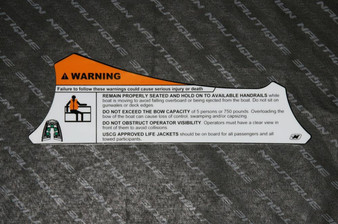 WARNING
Failure to follow these warnings could cause serious injury or death
REMAIN PROPERLY SEATED AND HOLD ON TO AVAILABLE HANDRAILS while
boat is moving to avoid falling overboard or being ejected from the boat. Do not sit on
gunwales or deck edges.
DO NOT EXCEED THE BOW CAPACITY of 5 persons or 750 pounds. Overloading the
bow of the boat can cause loss of control, swamping and/or capsizing.
DO NOT OBSTRUCT OPERATOR VISIBILITY. Operators must have a clear view in
front of them to avoid collisions.
USCG APPROVED LIFE JACKETS should be on board for all passengers and all
towed participants.